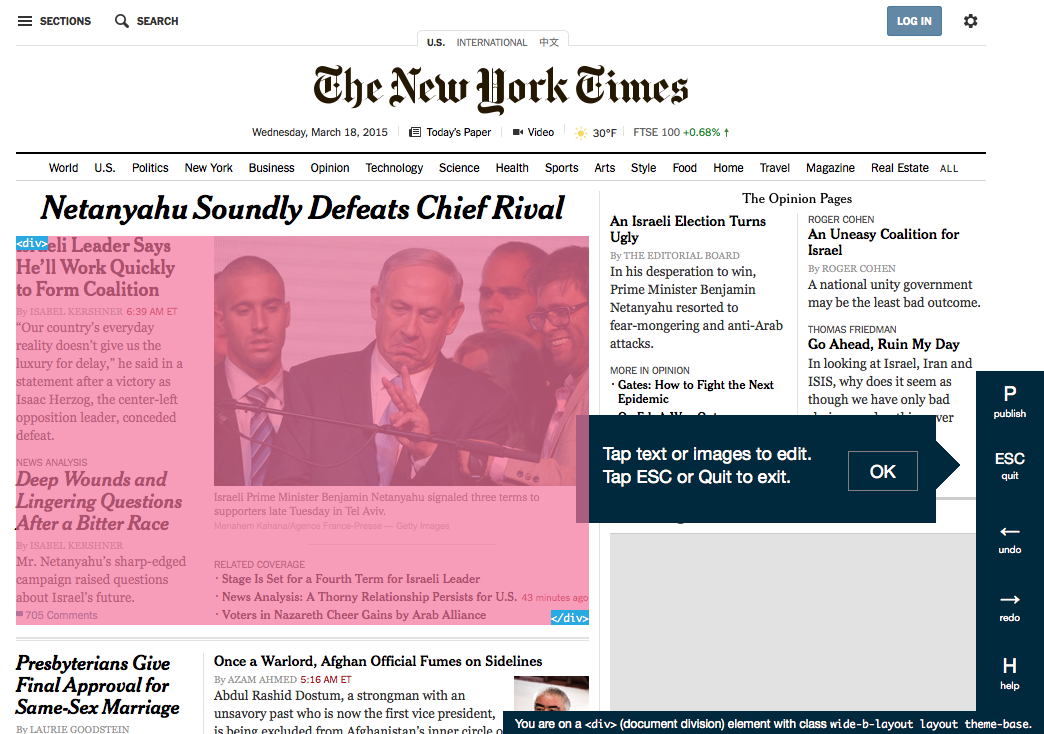 SECTIONS SEARCH LOG IN
U.S. INTERNATIONAL 中文
The New York Times
Wednesday, March 18, 2015 Today's Paper Video 30°F FTSE 100 +0.68% ↑
World U.S. Politics New York Business Opinion Technology Science Health Sports Arts Style Food Home Travel Magazine Real Estate ALL
Netanyahu Soundly Defeats Chief Rival
<div>
Israeli Leader Says
He'll Work Quickly
to Form Coalition
By ISABEL KERSHNER 6:39 AM ET
“Our country's everyday
reality doesn't give us the
luxury for delay,” he said in a
statement after a victory as
Isaac Herzog, the center-left
opposition leader, conceded
defeat.
NEWS ANALYSIS
Deep Wounds and
Lingering Questions
After a Bitter Race
By ISABEL KERSHNER
Mr. Netanyahu's sharp-edged
campaign raised questions
about Israel's future.
705 Comments
Israeli Prime Minister Benjamin Netanyahu signaled three terms to
supporters late Tuesday in Tel Aviv.
Menahem Kahana/Agence France-Presse — Getty Images
RELATED COVERAGE
· Stage Is Set for a Fourth Term for Israeli Leader
· News Analysis: A Thorny Relationship Persists for U.S. 43 minutes ago
· Voters in Nazareth Cheer Gains by Arab Alliance
</div>
Presbyterians Give
Final Approval for
Same-Sex Marriage
By LAURIE GOODSTEIN
Once a Warlord, Afghan Official Fumes on Sidelines
By AZAM AHMED 5:16 AM ET
Abdul Rashid Dostum, a strongman with an
unsavory past who is now the first vice president,
is being excluded from Afghanistan's inner circle
The Opinion Pages
An Israeli Election Turns
Ugly
By THE EDITORIAL BOARD
In his desperation to win,
Prime Minister Benjamin
Netanyahu resorted to
fear-mongering and anti-Arab
attacks.
MORE IN OPINION
· Gates: How to Fight the Next
Epidemic
ROGER COHEN
An Uneasy Coalition for
Israel
By ROGER COHEN
A national unity government
may be the least bad outcome.
THOMAS FRIEDMAN
Go Ahead, Ruin My Day
In looking at Israel, Iran and
ISIS, why does it seem as
though we have only bad
Tap text or images to edit.
Tap ESC or Quit to exit.
OK
P
publish
ESC
quit
←
undo
→
redo
H
help
You are on a <div> (document division) element with class wide-b-layout layout theme-base.